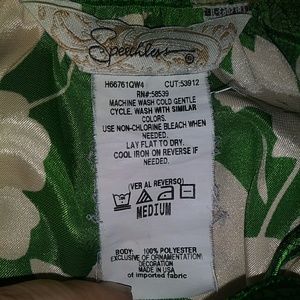 Speechless
H66761QW4 CUT:53912
RN#:58539
MACHINE WASH COLD GENTLE
CYCLE, WASH WITH SIMILAR
COLORS.
USE NON-CHLORINE BLEACH WHEN
NEEDED.
LAY FLAT TO DRY.
COOL IRON ON REVERSE IF
NEEDED.
(VER AL REVERSO)
MEDIUM
BODY: 100% POLYESTER
EXCLUSIVE OF ORNAMENTATION/
DECORATION
MADE IN USA
of imported fabric